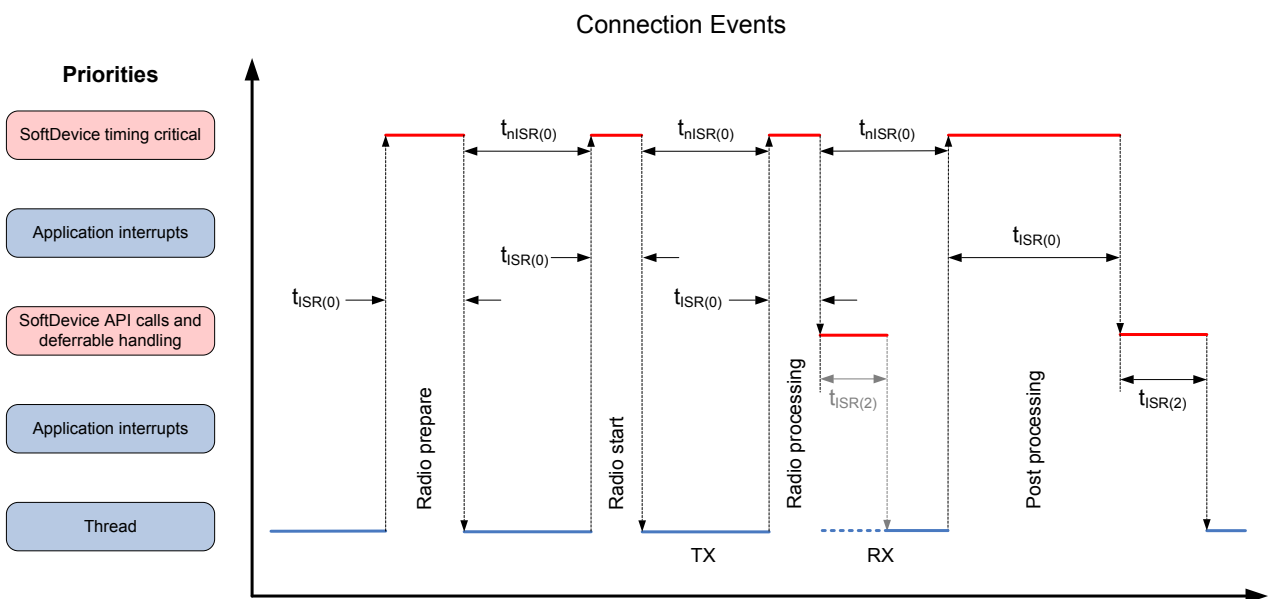 Connection Events
Priorities
SoftDevice timing critical
Application interrupts
SoftDevice API calls and
deferrable handling
Application interrupts
Thread
tnISR(0)
tnISR(0)
tnISR(0)
tISR(0)
tISR(0)
tISR(0)
tISR(0)
tISR(2)
tISR(2)
Radio prepare
Radio start
Radio processing
Post processing
TX
RX